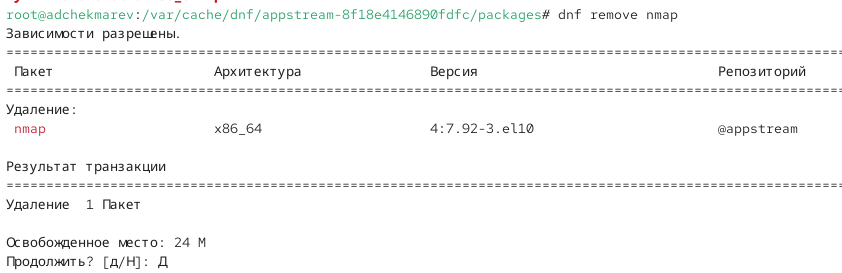 root@adchekmarev:/var/cache/dnf/appstream-8f18e4146890fdfc/packages# dnf remove nmap
Зависимости разрешены.
Пакет Архитектура Версия Репозиторий
Удаление:
nmap x86_64 4:7.92-3.el10 @appstream
Результат транзакции
Удаление 1 Пакет
Освобожденное место: 24 M
Продолжить? [д/Н]: Д